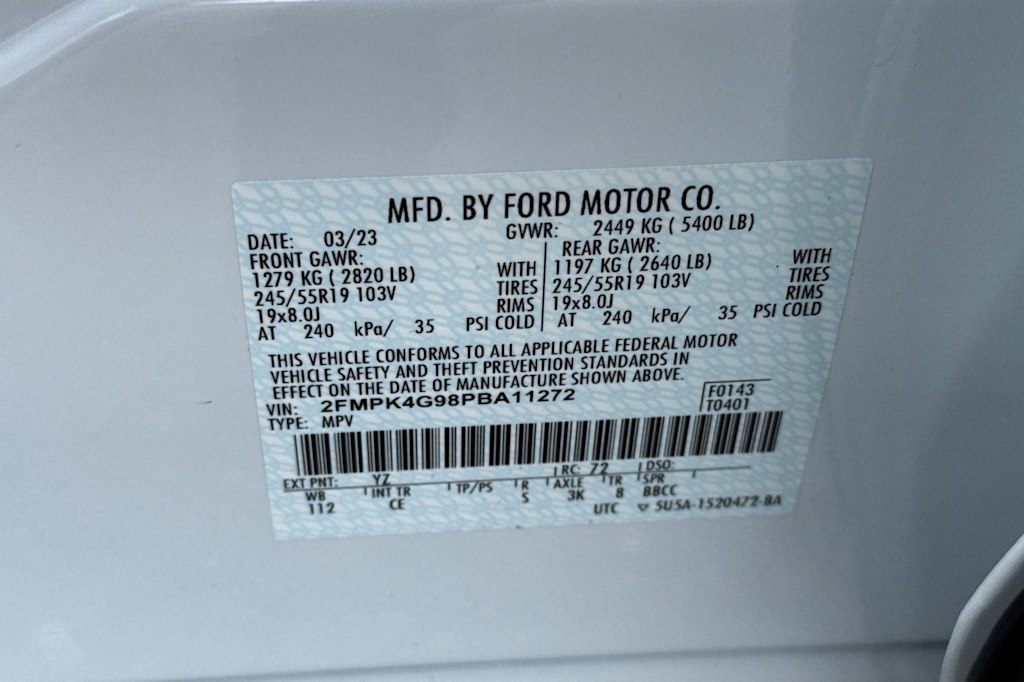 MFD. BY FORD MOTOR CO.
DATE: 03/23 GVWR: 2449 KG ( 5400 LB)
FRONT GAWR: REAR GAWR:
1279 KG ( 2820 LB) WITH 1197 KG ( 2640 LB) WITH
245/55R19 103V TIRES 245/55R19 103V TIRES
19x8.0J RIMS 19x8.0J RIMS
AT 240 kPa/ 35 PSI COLD AT 240 kPa/ 35 PSI COLD
THIS VEHICLE CONFORMS TO ALL APPLICABLE FEDERAL MOTOR
VEHICLE SAFETY AND THEFT PREVENTION STANDARDS IN
EFFECT ON THE DATE OF MANUFACTURE SHOWN ABOVE.
VIN: 2FMPK4G98PBA11272 F0143
TYPE: MPV T0401
EXT PNT: YZ RC: 72 DSO:
WB INT TR TP/PS R AXLE TR SPR
112 CE S 3K 8 BBCC
UTC ▽ 5U5A-1520472-BA